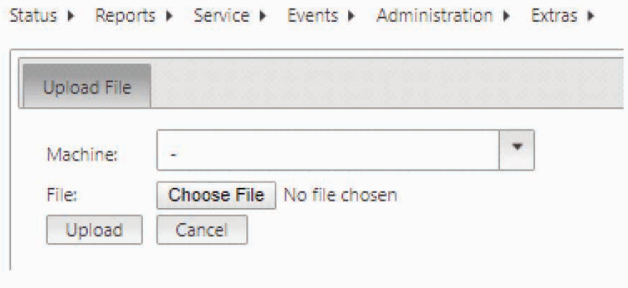 Status Reports Service Events Administration Extras
Upload File
Machine: -
File: Choose File No file chosen
Upload Cancel